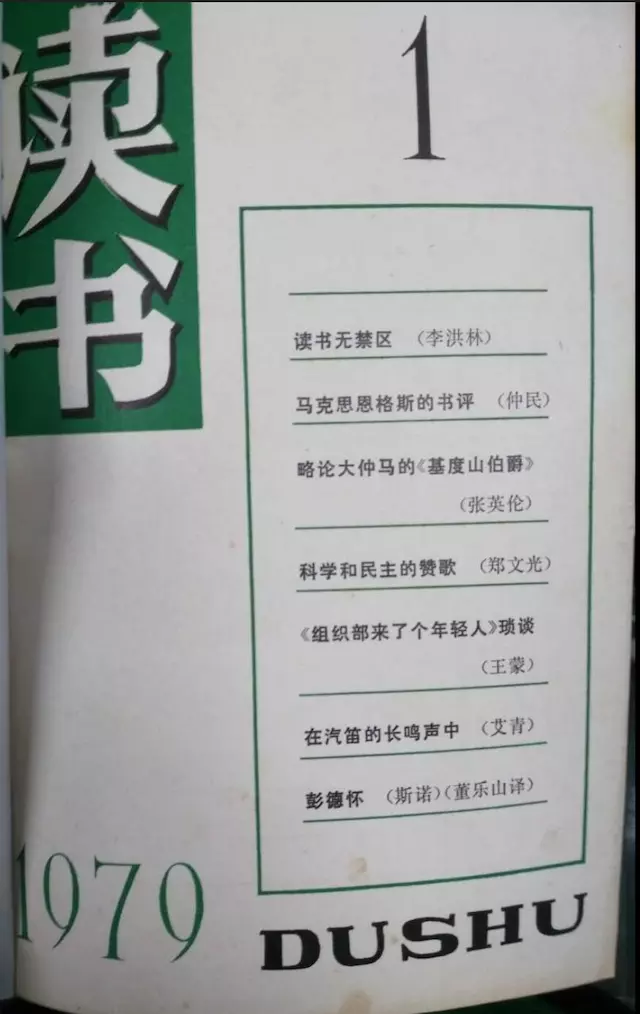 读书
1
读书无禁区 (李洪林)
马克思恩格斯的书评 (仲民)
略论大仲马的《基度山伯爵》
(张英伦)
科学和民主的赞歌 (郑文光)
《组织部来了个年轻人》琐谈
(王蒙)
在汽笛的长鸣声中 (艾青)
彭德怀 (斯诺)(董乐山译)
1979
DUSHU